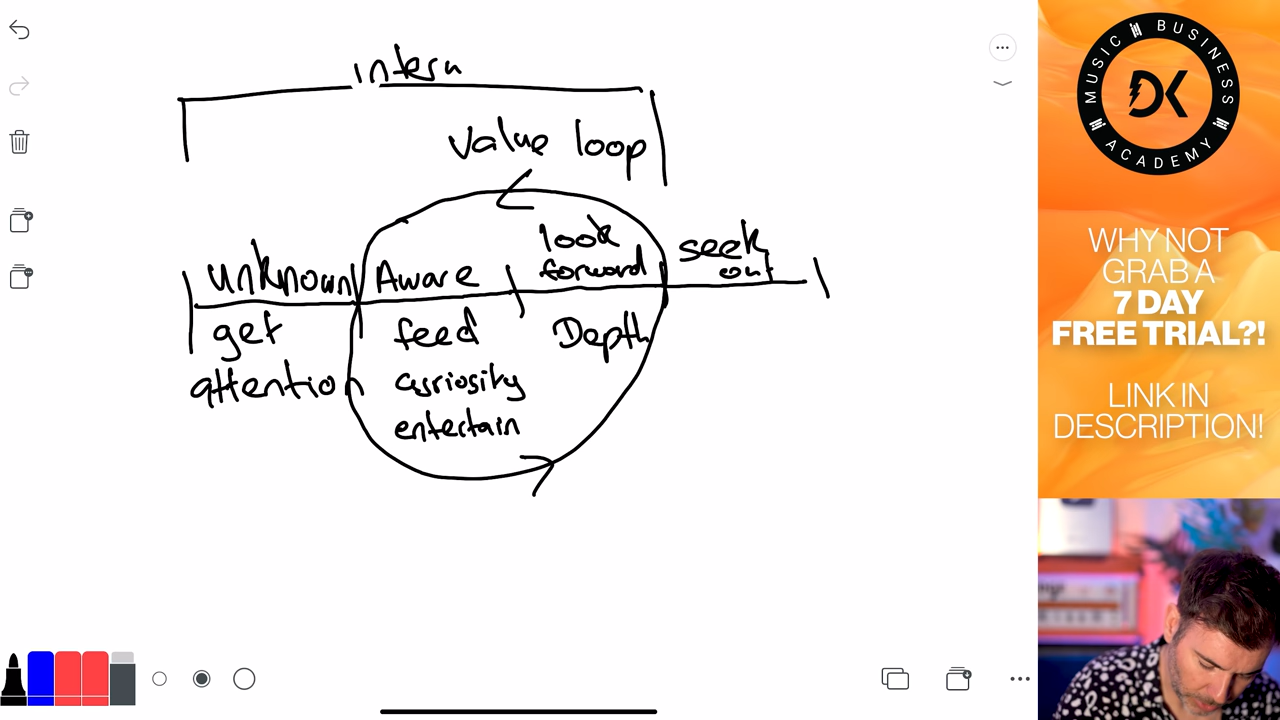 interu
value loop
unknown
Aware
look
forward
seek
out
get
attention
feed
curiosity
entertain
Depth
MUSIC BUSINESS
DK
ACADEMY
WHY NOT
GRAB A
7 DAY
FREE TRIAL?!
LINK IN
DESCRIPTION!